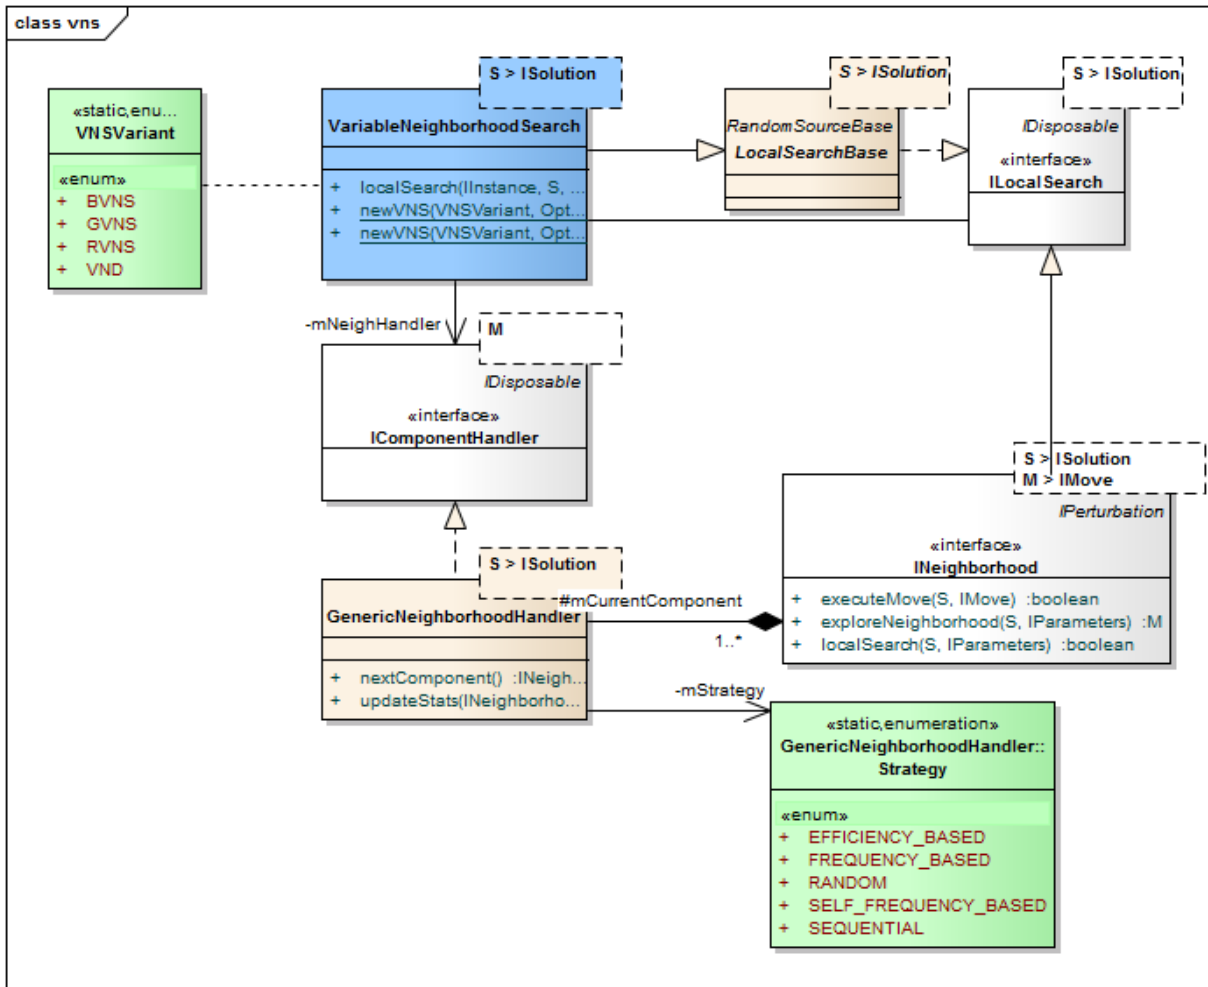 class vns
S > ISolution
«static,enu...
VNSVariant
«enum»
+ BVNS
+ GVNS
+ RVNS
+ VND
VariableNeighborhoodSearch
+ localSearch(IInstance, S, ...
+ newVNS(VNSVariant, Opt...
+ newVNS(VNSVariant, Opt...
S > ISolution
RandomSourceBase
LocalSearchBase
S > ISolution
IDisposable
«interface»
ILocalSearch
-mNeighHandler
M
IDisposable
«interface»
IComponentHandler
S > ISolution
M > IMove
IPerturbation
«interface»
INeighborhood
+ executeMove(S, IMove) :boolean
+ exploreNeighborhood(S, IParameters) :M
+ localSearch(S, IParameters) :boolean
S > ISolution
GenericNeighborhoodHandler
+ nextComponent() :INeigh...
+ updateStats(INeighborho...
#mCurrentComponent
1..*
-mStrategy
«static,enumeration»
GenericNeighborhoodHandler::
Strategy
«enum»
+ EFFICIENCY_BASED
+ FREQUENCY_BASED
+ RANDOM
+ SELF_FREQUENCY_BASED
+ SEQUENTIAL